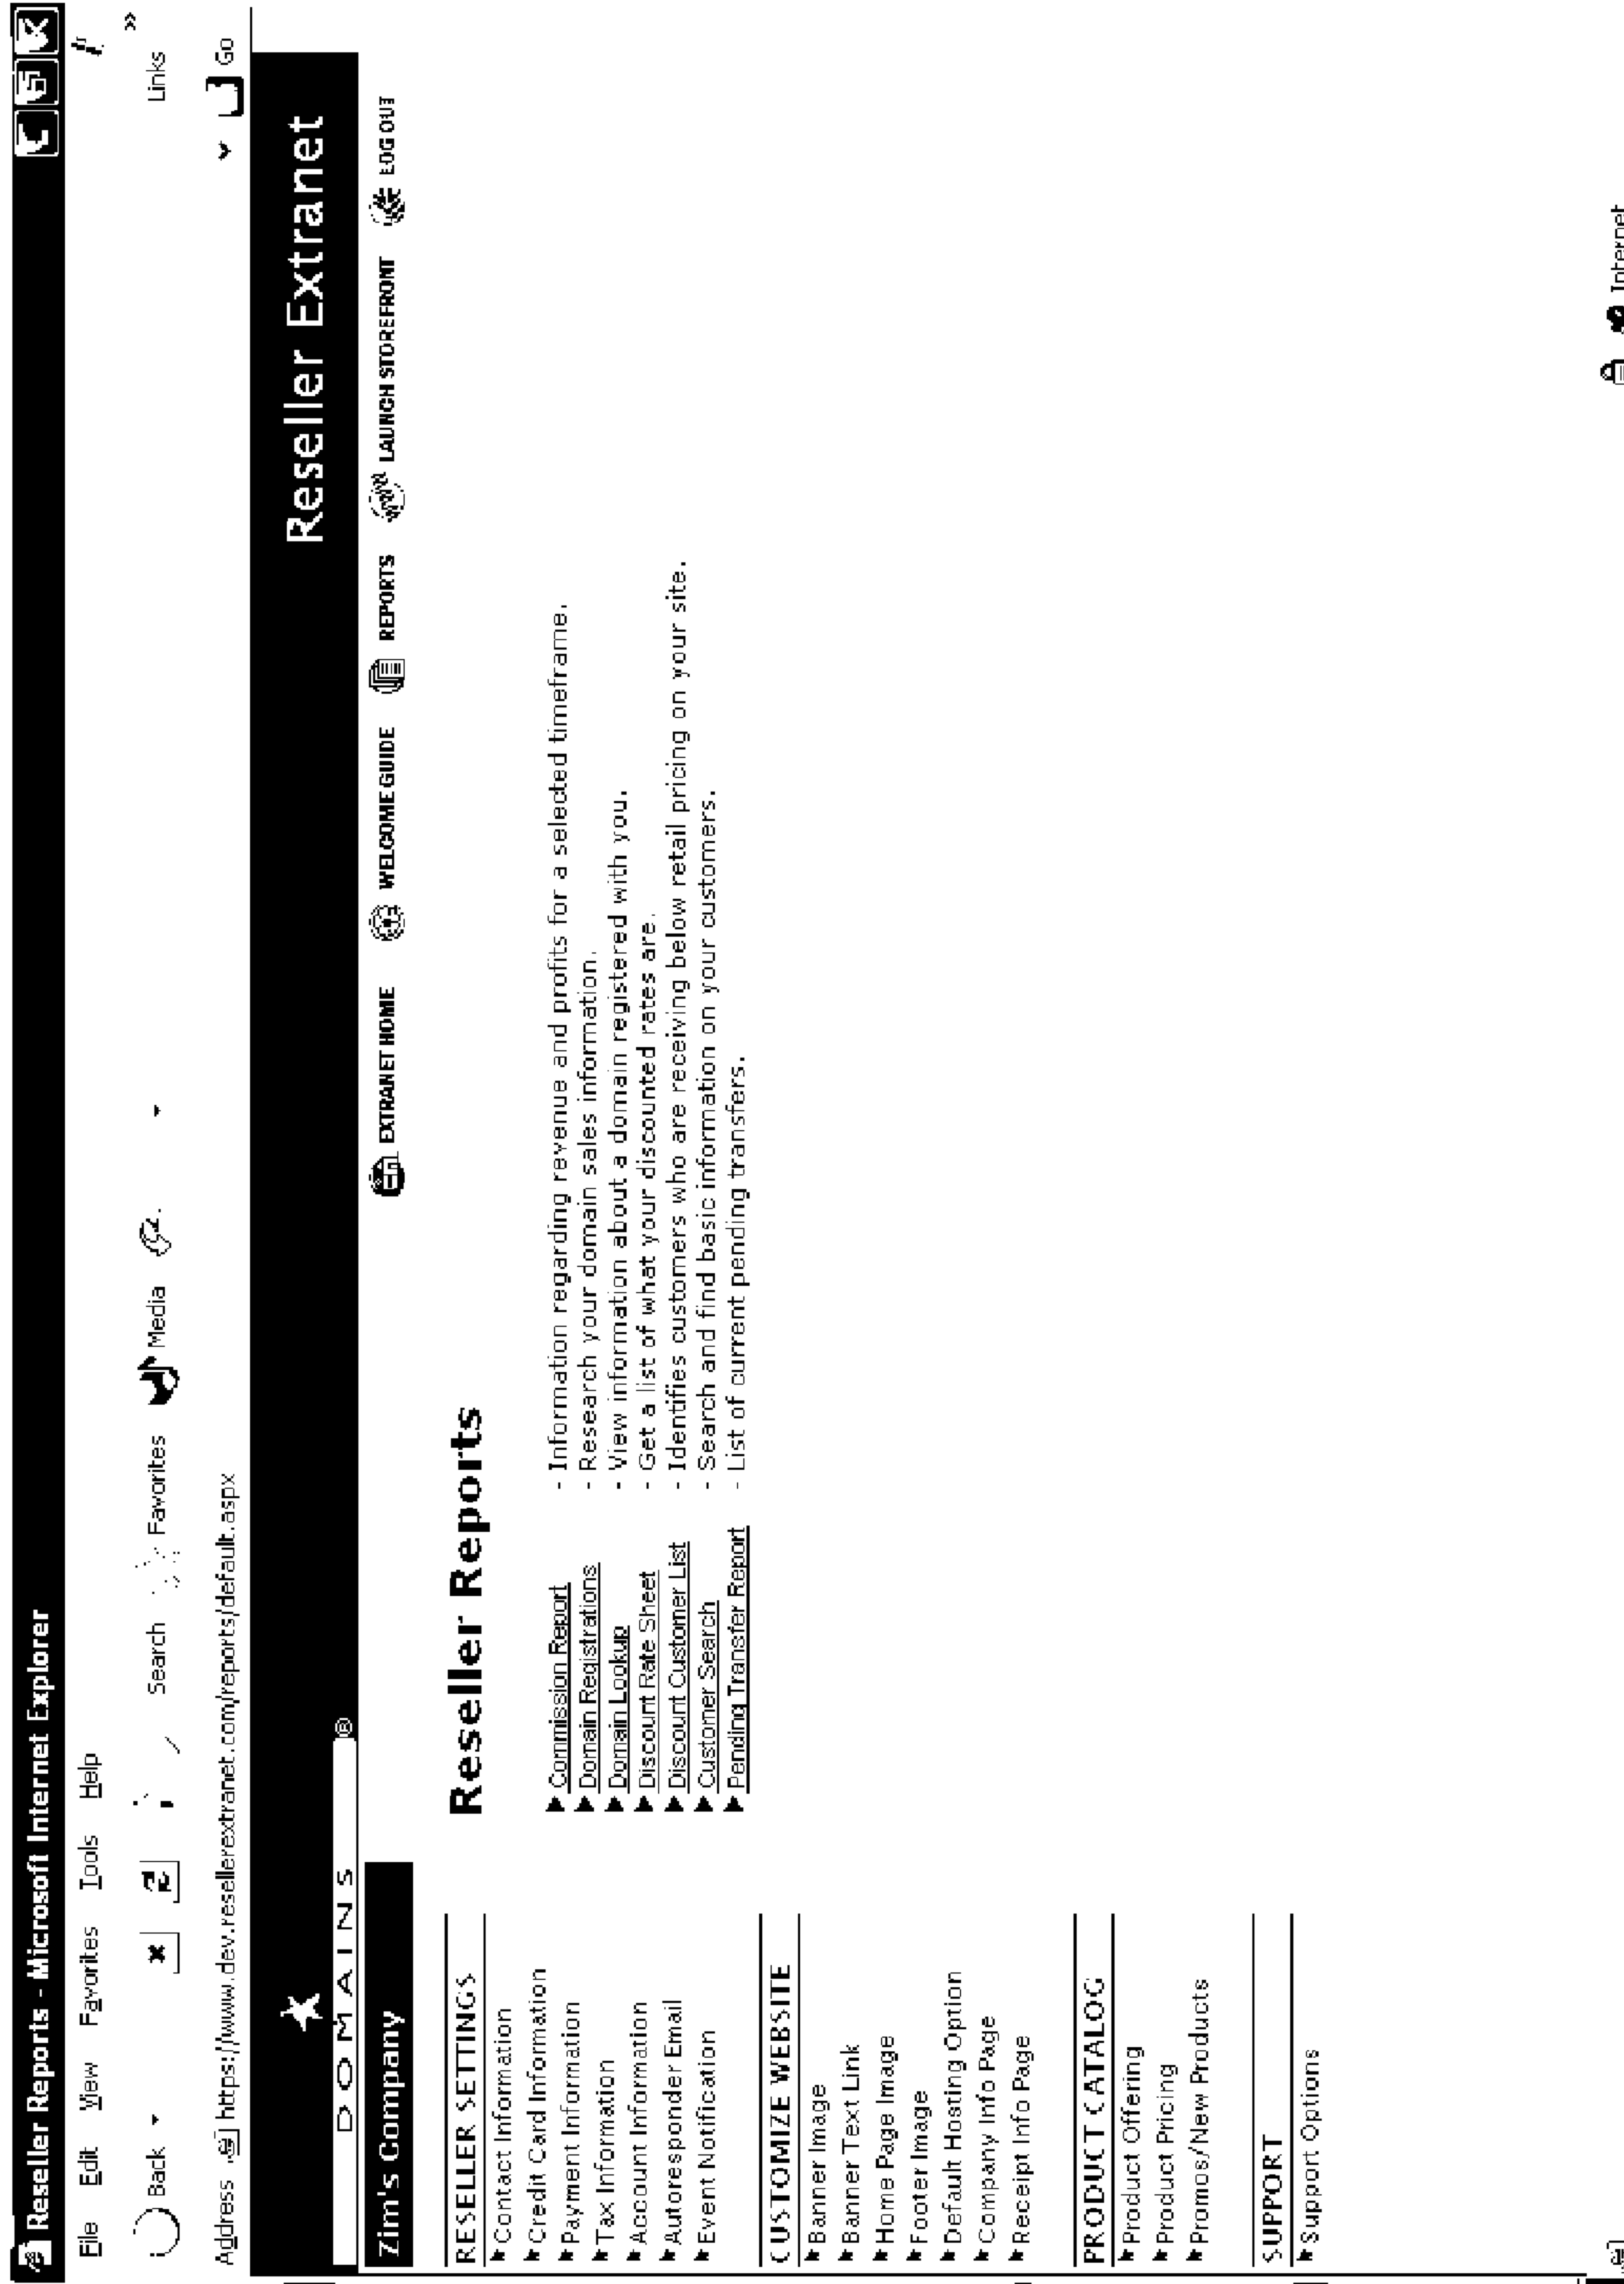 Reseller Reports - Microsoft Internet Explorer
File Edit View Favorites Tools Help
Back Search Favorites Media Links »
Address https://www.dev.resellerextranet.com/reports/default.aspx Go
Reseller Extranet
DOMAINS ®
Zim's Company
EXTRANET HOME WELCOME GUIDE REPORTS LAUNCH STOREFRONT LOG OUT
RESELLER SETTINGS
Contact Information
Credit Card Information
Payment Information
Tax Information
Account Information
Autoresponder Email
Event Notification
CUSTOMIZE WEBSITE
Banner Image
Banner Text Link
Home Page Image
Footer Image
Default Hosting Option
Company Info Page
Receipt Info Page
PRODUCT CATALOG
Product Offering
Product Pricing
Promos/New Products
SUPPORT
Support Options
Reseller Reports
Commission Report - Information regarding revenue and profits for a selected timeframe.
Domain Registrations - Research your domain sales information.
Domain Lookup - View information about a domain registered with you.
Discount Rate Sheet - Get a list of what your discounted rates are.
Discount Customer List - Identifies customers who are receiving below retail pricing on your site.
Customer Search - Search and find basic information on your customers.
Pending Transfer Report - List of current pending transfers.
Internet